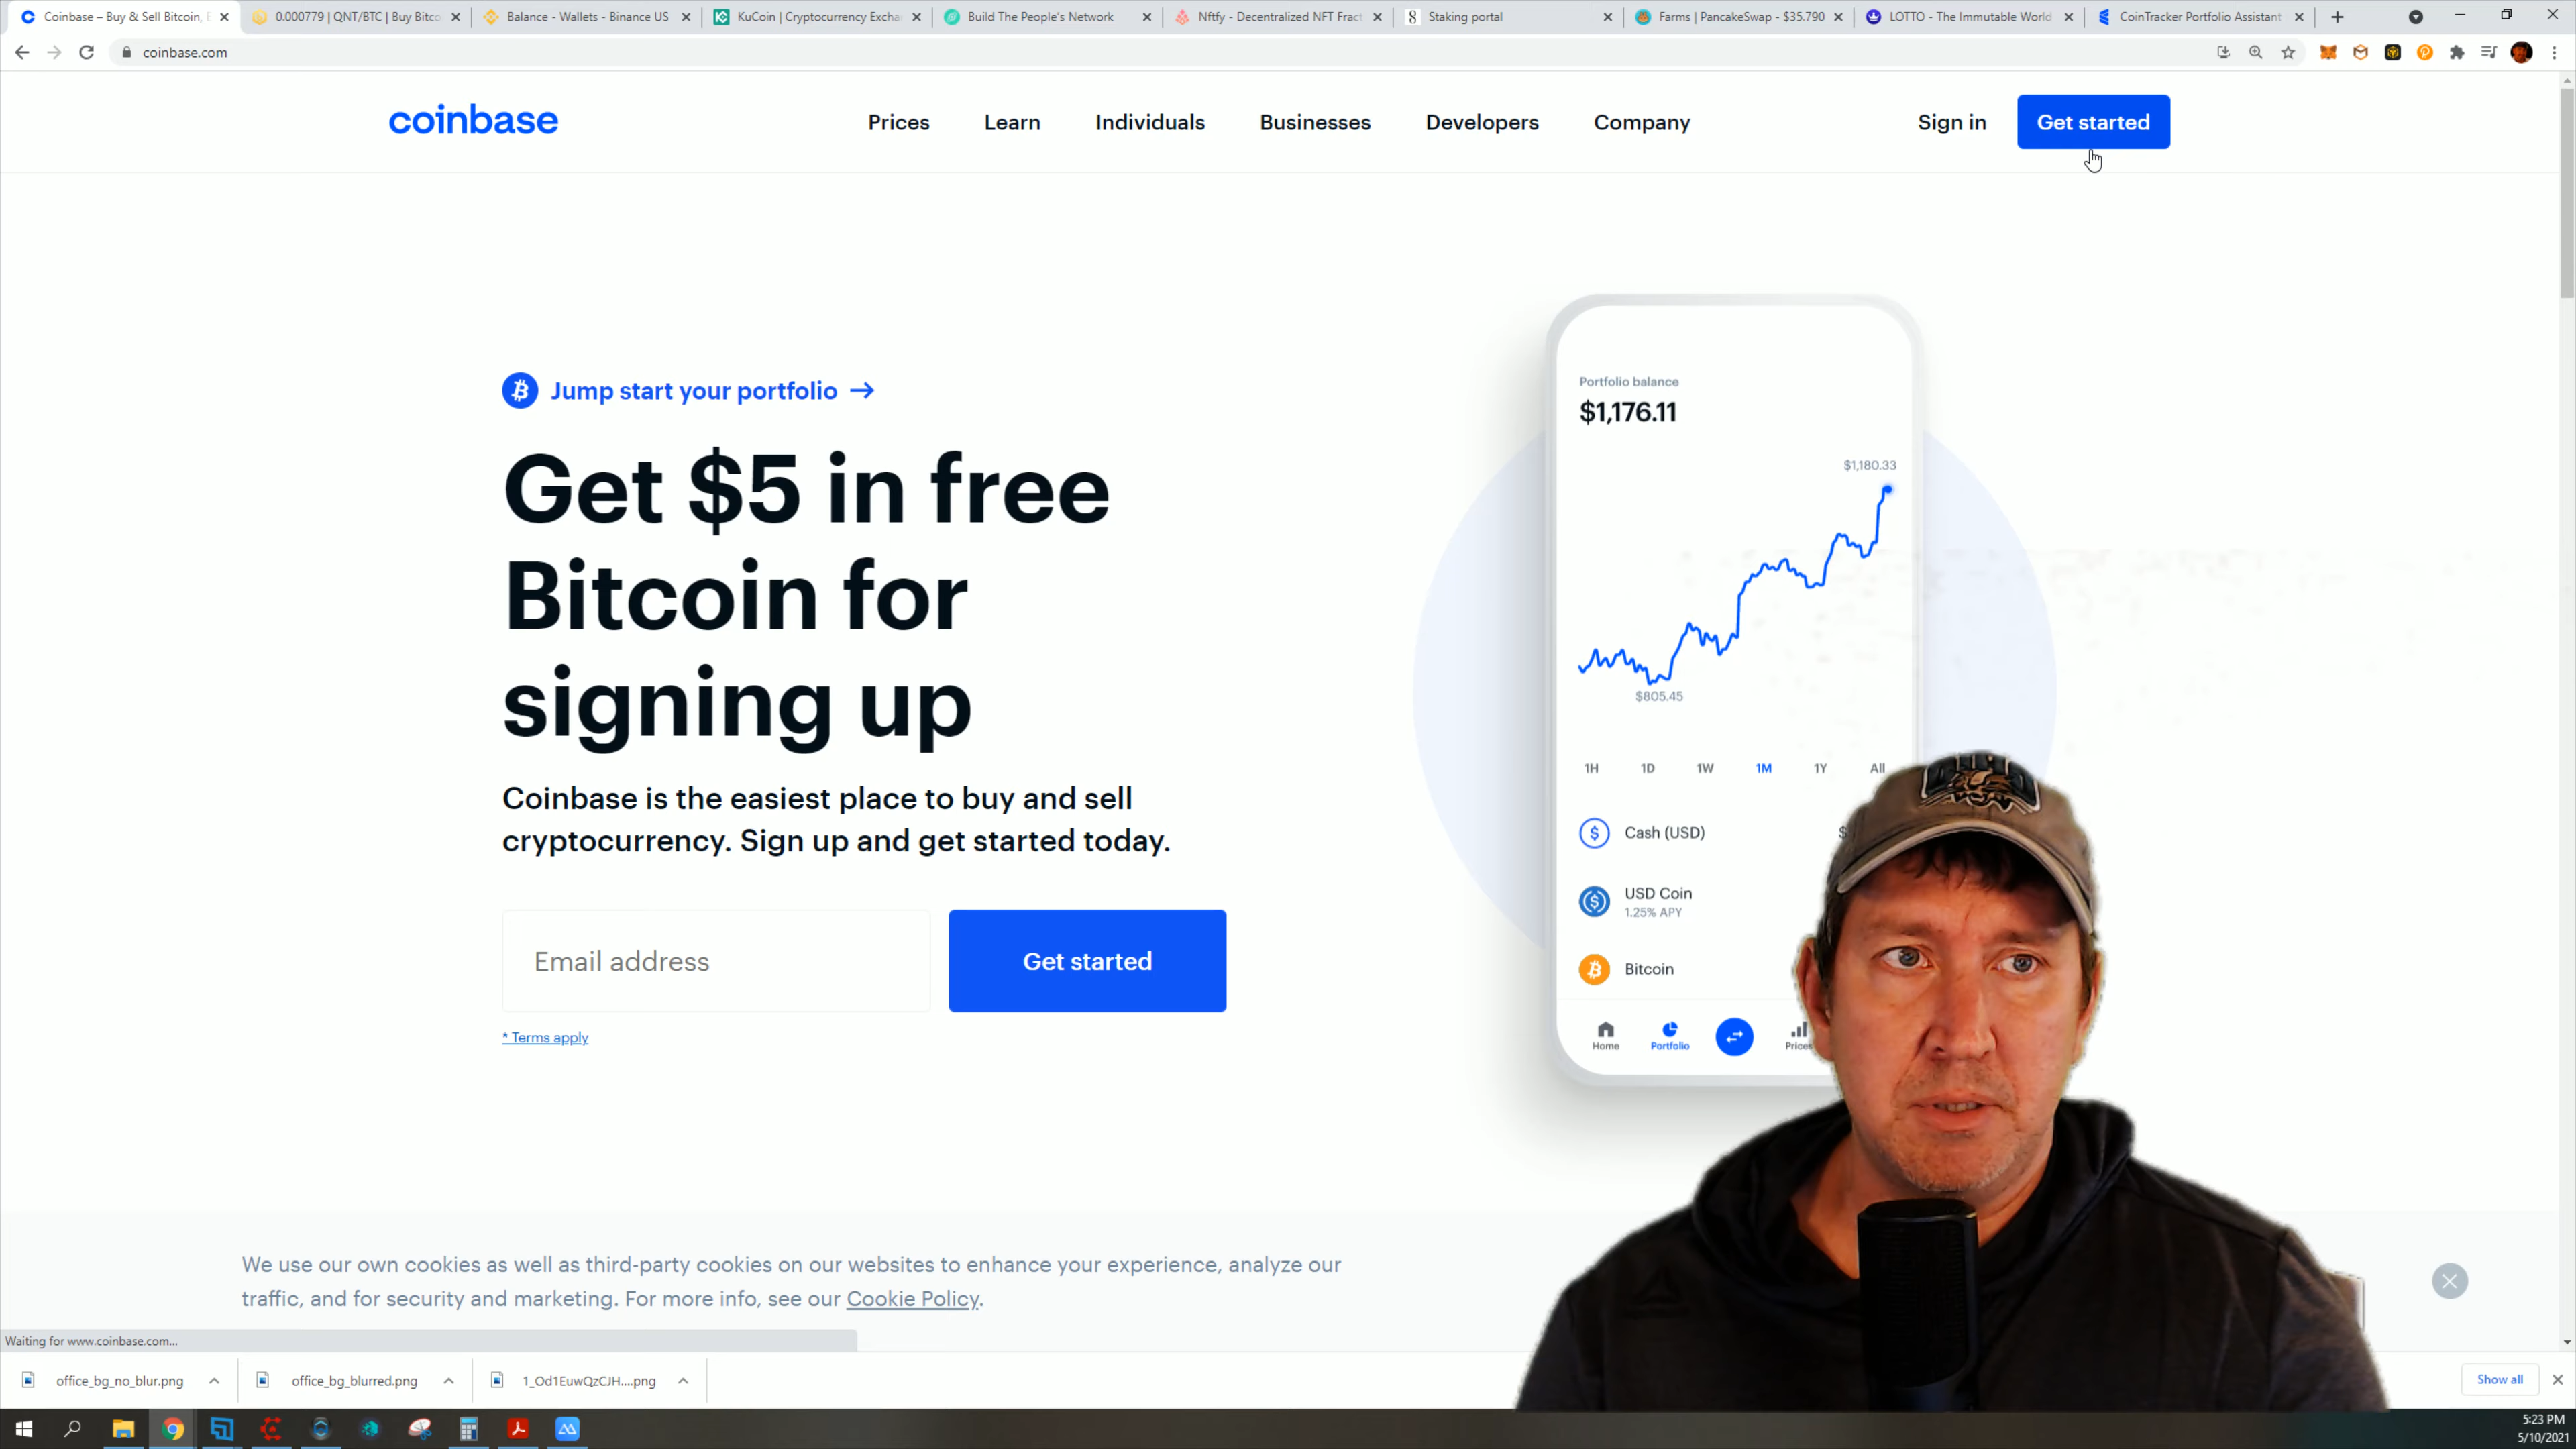 Coinbase – Buy & Sell Bitcoin, E
0.000779 | QNT/BTC | Buy Bitco
Balance - Wallets - Binance US
KuCoin | Cryptocurrency Excha
Build The People's Network
Nftfy - Decentralized NFT Fract
Staking portal
Farms | PancakeSwap - $35.790
LOTTO - The Immutable World
CoinTracker Portfolio Assistant
coinbase.com
coinbase
Prices
Learn
Individuals
Businesses
Developers
Company
Sign in
Get started
Jump start your portfolio →
Get $5 in free
Bitcoin for
signing up
Coinbase is the easiest place to buy and sell
cryptocurrency. Sign up and get started today.
Email address
Get started
* Terms apply
Portfolio balance
$1,176.11
$1,180.33
$805.45
1H 1D 1W 1M 1Y All
Cash (USD) $
USD Coin
1.25% APY
Bitcoin
Home Portfolio Prices
We use our own cookies as well as third-party cookies on our websites to enhance your experience, analyze our
traffic, and for security and marketing. For more info, see our Cookie Policy.
Waiting for www.coinbase.com...
office_bg_no_blur.png
office_bg_blurred.png
1_Od1EuwQzCJH....png
Show all
5:23 PM
5/10/2021